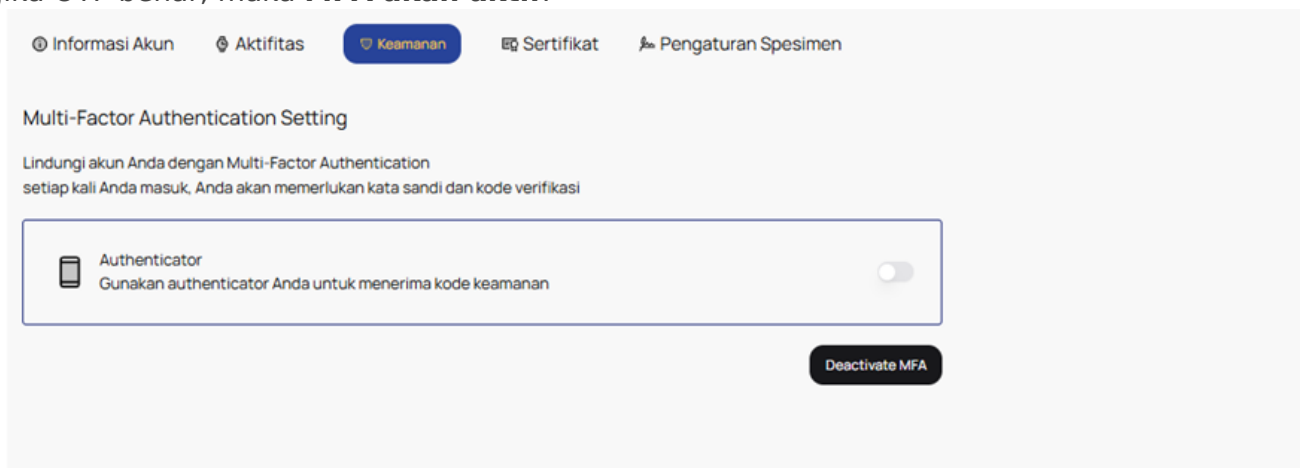 Informasi Akun Aktifitas Keamanan Sertifikat Pengaturan Spesimen
Multi-Factor Authentication Setting
Lindungi akun Anda dengan Multi-Factor Authentication
setiap kali Anda masuk, Anda akan memerlukan kata sandi dan kode verifikasi
Authenticator
Gunakan authenticator Anda untuk menerima kode keamanan
Deactivate MFA